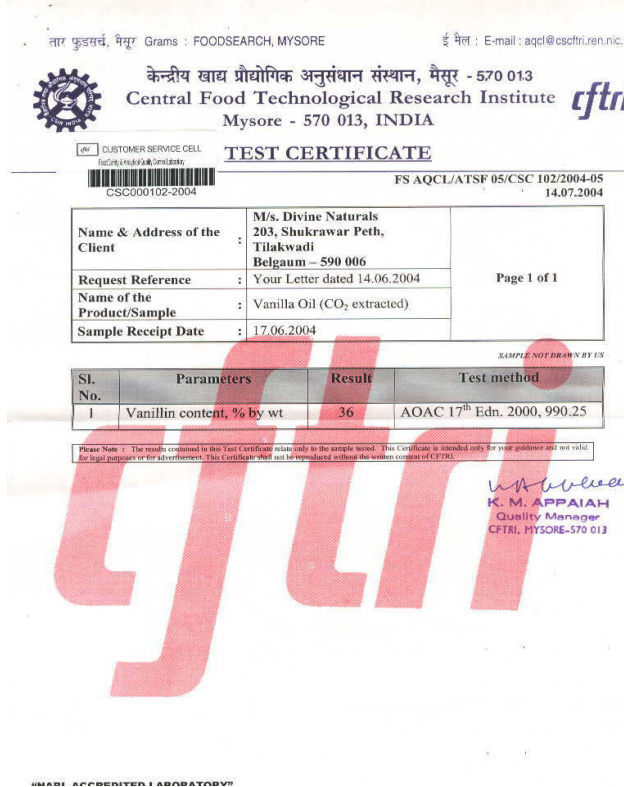 तार फुडसर्च, मैसूर Grams : FOODSEARCH, MYSORE
ई मेल : E-mail : aqcl@cscftri.ren.nic.
केन्द्रीय खाद्य प्रौद्योगिक अनुसंधान संस्थान, मैसूर - 570 013
Central Food Technological Research Institute
Mysore - 570 013, INDIA
cftri
CUSTOMER SERVICE CELL
Food Safety & Analytical Quality Control Laboratory
CSC000102-2004
TEST CERTIFICATE
FS AQCL/ATSF 05/CSC 102/2004-05
14.07.2004
Name & Address of the Client : M/s. Divine Naturals
203, Shukrawar Peth,
Tilakwadi
Belgaum – 590 006
Request Reference : Your Letter dated 14.06.2004
Page 1 of 1
Name of the Product/Sample : Vanilla Oil (CO₂ extracted)
Sample Receipt Date : 17.06.2004
SAMPLE NOT DRAWN BY US
Sl. No. Parameters Result Test method
1 Vanillin content, % by wt 36 AOAC 17th Edn. 2000, 990.25
Please Note : The results contained in this Test Certificate relate only to the sample tested. This Certificate is intended only for your guidance and not valid
for legal purposes or for advertisement. This Certificate shall not be reproduced without the written consent of CFTRI.
K. M. APPAIAH
Quality Manager
CFTRI, MYSORE-570 013
cftri
"NABL ACCREDITED LABORATORY"